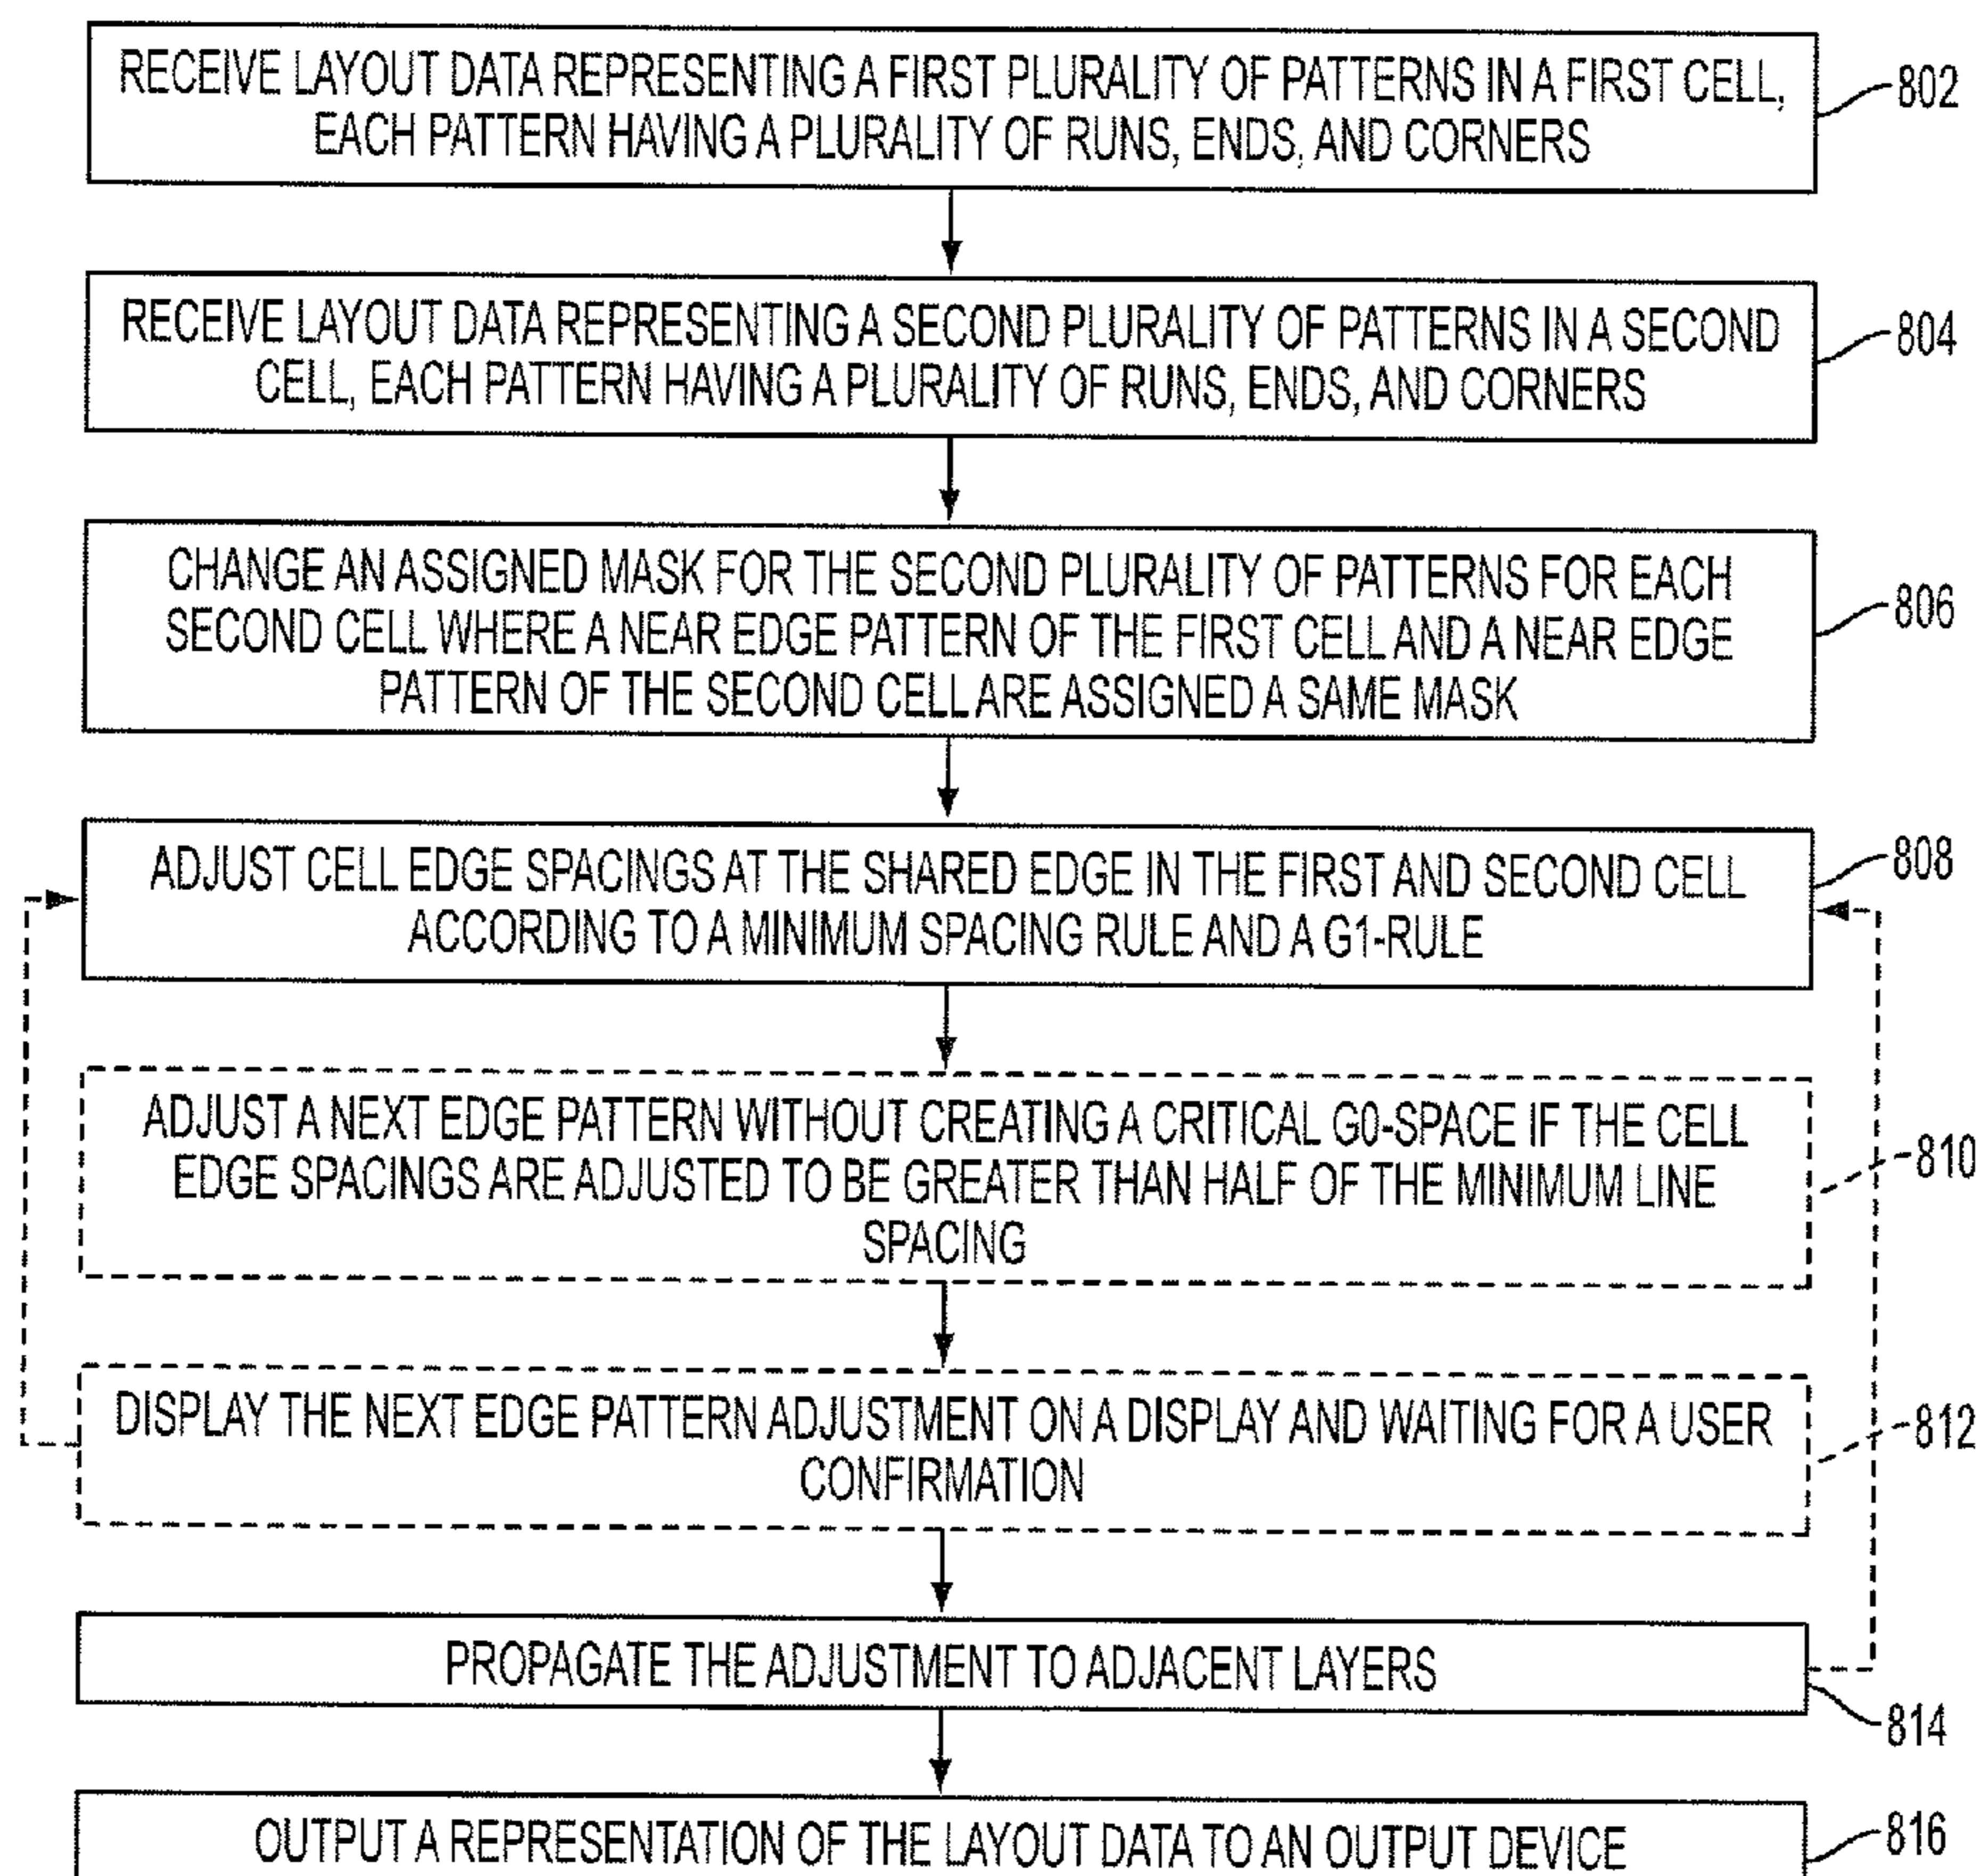 RECEIVE LAYOUT DATA REPRESENTING A FIRST PLURALITY OF PATTERNS IN A FIRST CELL,
EACH PATTERN HAVING A PLURALITY OF RUNS, ENDS, AND CORNERS
802
RECEIVE LAYOUT DATA REPRESENTING A SECOND PLURALITY OF PATTERNS IN A SECOND
CELL, EACH PATTERN HAVING A PLURALITY OF RUNS, ENDS, AND CORNERS
804
CHANGE AN ASSIGNED MASK FOR THE SECOND PLURALITY OF PATTERNS FOR EACH
SECOND CELL WHERE A NEAR EDGE PATTERN OF THE FIRST CELL AND A NEAR EDGE
PATTERN OF THE SECOND CELL ARE ASSIGNED A SAME MASK
806
ADJUST CELL EDGE SPACINGS AT THE SHARED EDGE IN THE FIRST AND SECOND CELL
ACCORDING TO A MINIMUM SPACING RULE AND A G1-RULE
808
ADJUST A NEXT EDGE PATTERN WITHOUT CREATING A CRITICAL G0-SPACE IF THE CELL
EDGE SPACINGS ARE ADJUSTED TO BE GREATER THAN HALF OF THE MINIMUM LINE
SPACING
810
DISPLAY THE NEXT EDGE PATTERN ADJUSTMENT ON A DISPLAY AND WAITING FOR A USER
CONFIRMATION
812
PROPAGATE THE ADJUSTMENT TO ADJACENT LAYERS
814
OUTPUT A REPRESENTATION OF THE LAYOUT DATA TO AN OUTPUT DEVICE
816